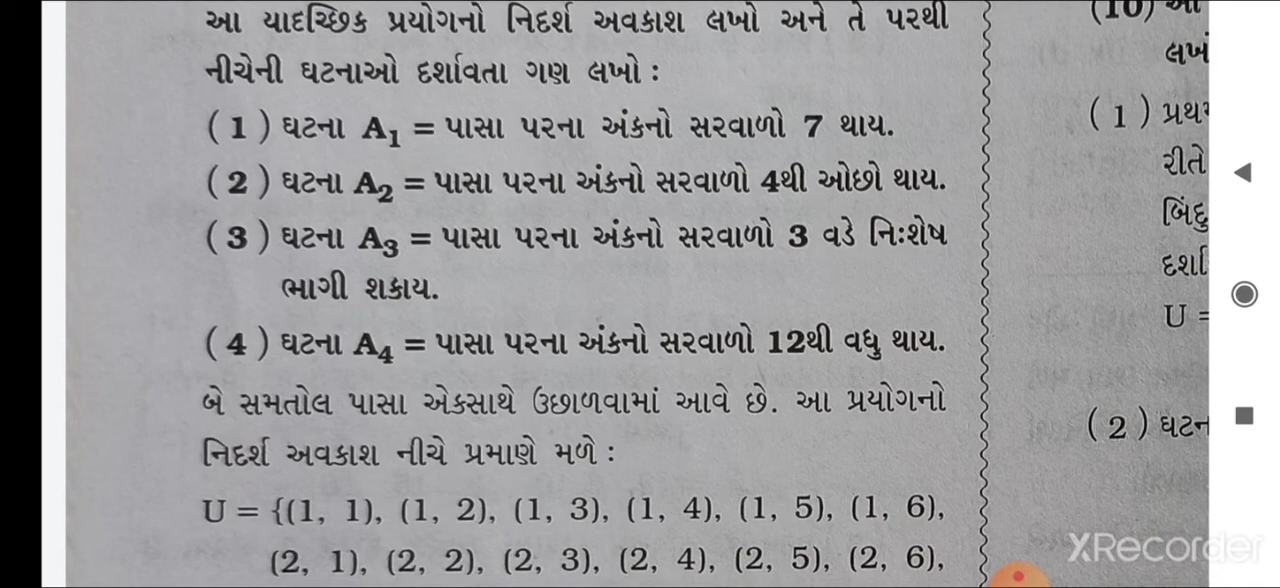 આ યાદચ્છિક પ્રયોગનો નિદર્શ અવકાશ લખો અને તે પરથી
નીચેની ઘટનાઓ દર્શાવતા ગણ લખો :
( 1 ) ઘટના A₁ = પાસા પરના અંકનો સરવાળો 7 થાય.
( 2 ) ઘટના A₂ = પાસા પરના અંકનો સરવાળો 4થી ઓછો થાય.
( 3 ) ઘટના A₃ = પાસા પરના અંકનો સરવાળો 3 વડે નિઃશેષ
ભાગી શકાય.
( 4 ) ઘટના A₄ = પાસા પરના અંકનો સરવાળો 12થી વધુ થાય.
બે સમતોલ પાસા એકસાથે ઉછાળવામાં આવે છે. આ પ્રયોગનો
નિદર્શ અવકાશ નીચે પ્રમાણે મળે :
U = {(1, 1), (1, 2), (1, 3), (1, 4), (1, 5), (1, 6),
(2, 1), (2, 2), (2, 3), (2, 4), (2, 5), (2, 6),
(10) આ
લખો
( 1 ) પ્રથ
રીતે
બિંદુ
દર્શા
U =
( 2 ) ઘટન
XRecorder